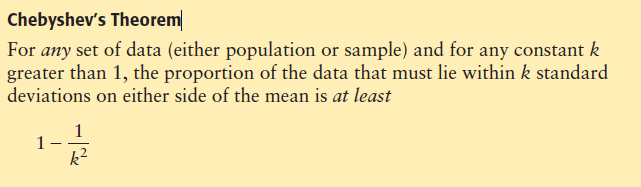 Chebyshev's Theorem
For any set of data (either population or sample) and for any constant k
greater than 1, the proportion of the data that must lie within k standard
deviations on either side of the mean is at least
1 - 1/k²